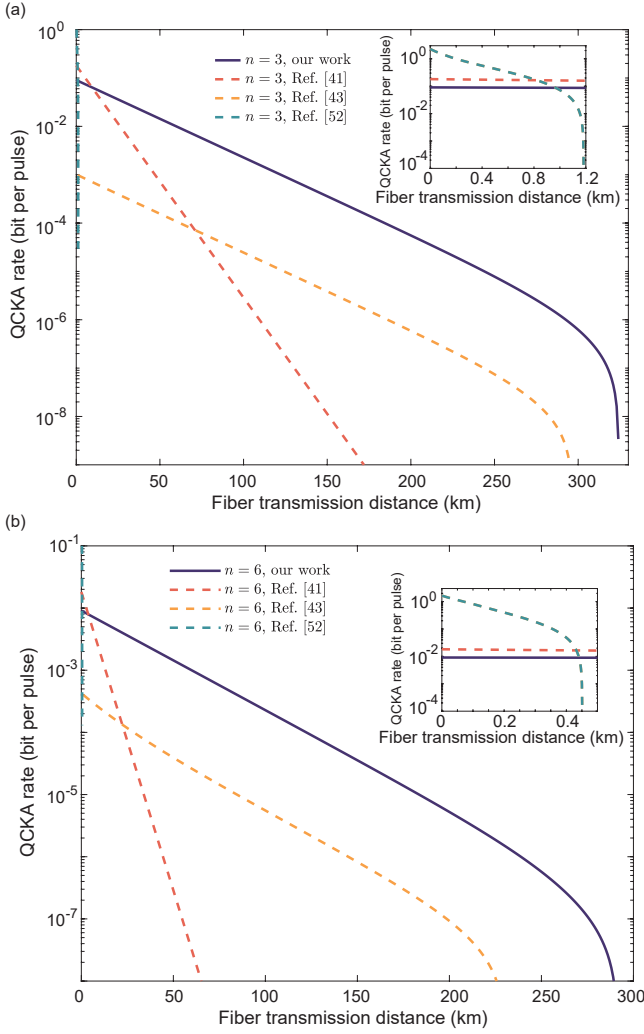 (a)
QCKA rate (bit per pulse)
10^0
10^-2
10^-4
10^-6
10^-8
n = 3, our work
n = 3, Ref. [41]
n = 3, Ref. [43]
n = 3, Ref. [52]
QCKA rate (bit per pulse)
10^2
10^0
10^-2
10^-4
0 0.4 0.8 1.2
Fiber transmission distance (km)
0 50 100 150 200 250 300
Fiber transmission distance (km)
(b)
QCKA rate (bit per pulse)
10^-1
10^-3
10^-5
10^-7
n = 6, our work
n = 6, Ref. [41]
n = 6, Ref. [43]
n = 6, Ref. [52]
QCKA rate (bit per pulse)
10^0
10^-2
10^-4
0 0.2 0.4
Fiber transmission distance (km)
0 50 100 150 200 250 300
Fiber transmission distance (km)